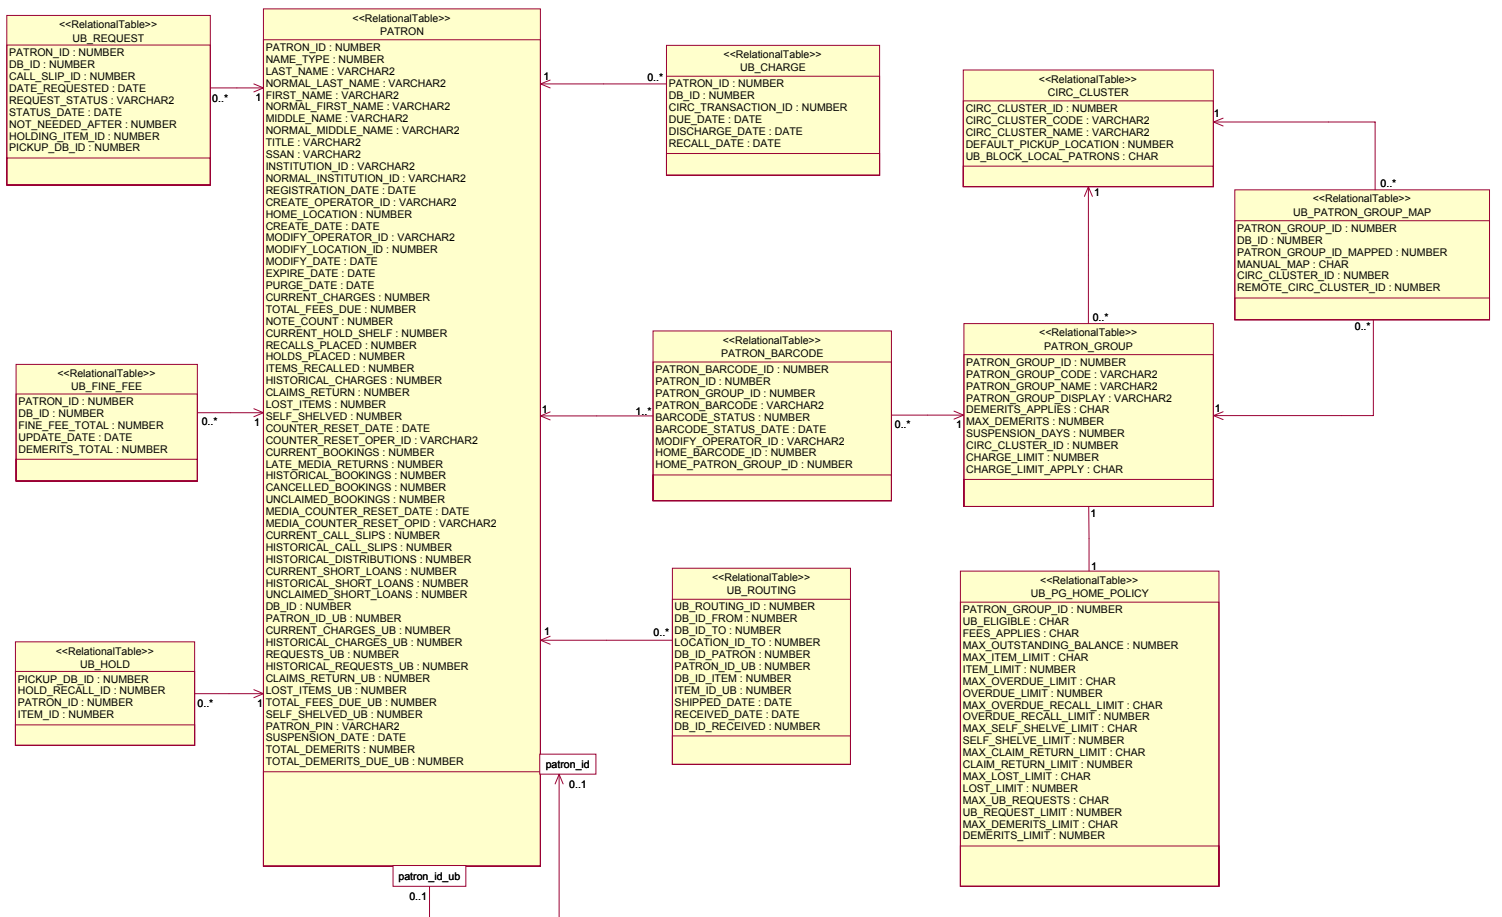 <<RelationalTable>>
UB_REQUEST
PATRON_ID : NUMBER
DB_ID : NUMBER
CALL_SLIP_ID : NUMBER
DATE_REQUESTED : DATE
REQUEST_STATUS : VARCHAR2
STATUS_DATE : DATE
NOT_NEEDED_AFTER : NUMBER
HOLDING_ITEM_ID : NUMBER
PICKUP_DB_ID : NUMBER
0..*
1
<<RelationalTable>>
UB_FINE_FEE
PATRON_ID : NUMBER
DB_ID : NUMBER
FINE_FEE_TOTAL : NUMBER
UPDATE_DATE : DATE
DEMERITS_TOTAL : NUMBER
0..*
1
<<RelationalTable>>
UB_HOLD
PICKUP_DB_ID : NUMBER
HOLD_RECALL_ID : NUMBER
PATRON_ID : NUMBER
ITEM_ID : NUMBER
0..*
1
<<RelationalTable>>
PATRON
PATRON_ID : NUMBER
NAME_TYPE : NUMBER
LAST_NAME : VARCHAR2
NORMAL_LAST_NAME : VARCHAR2
FIRST_NAME : VARCHAR2
NORMAL_FIRST_NAME : VARCHAR2
MIDDLE_NAME : VARCHAR2
NORMAL_MIDDLE_NAME : VARCHAR2
TITLE : VARCHAR2
SSAN : VARCHAR2
INSTITUTION_ID : VARCHAR2
NORMAL_INSTITUTION_ID : VARCHAR2
REGISTRATION_DATE : DATE
CREATE_OPERATOR_ID : VARCHAR2
HOME_LOCATION : NUMBER
CREATE_DATE : DATE
MODIFY_OPERATOR_ID : VARCHAR2
MODIFY_LOCATION_ID : NUMBER
MODIFY_DATE : DATE
EXPIRE_DATE : DATE
PURGE_DATE : DATE
CURRENT_CHARGES : NUMBER
TOTAL_FEES_DUE : NUMBER
NOTE_COUNT : NUMBER
CURRENT_HOLD_SHELF : NUMBER
RECALLS_PLACED : NUMBER
HOLDS_PLACED : NUMBER
ITEMS_RECALLED : NUMBER
HISTORICAL_CHARGES : NUMBER
CLAIMS_RETURN : NUMBER
LOST_ITEMS : NUMBER
SELF_SHELVED : NUMBER
COUNTER_RESET_DATE : DATE
COUNTER_RESET_OPER_ID : VARCHAR2
CURRENT_BOOKINGS : NUMBER
LATE_MEDIA_RETURNS : NUMBER
HISTORICAL_BOOKINGS : NUMBER
CANCELLED_BOOKINGS : NUMBER
UNCLAIMED_BOOKINGS : NUMBER
MEDIA_COUNTER_RESET_DATE : DATE
MEDIA_COUNTER_RESET_OPID : VARCHAR2
CURRENT_CALL_SLIPS : NUMBER
HISTORICAL_CALL_SLIPS : NUMBER
HISTORICAL_DISTRIBUTIONS : NUMBER
CURRENT_SHORT_LOANS : NUMBER
HISTORICAL_SHORT_LOANS : NUMBER
UNCLAIMED_SHORT_LOANS : NUMBER
DB_ID : NUMBER
PATRON_ID_UB : NUMBER
CURRENT_CHARGES_UB : NUMBER
HISTORICAL_CHARGES_UB : NUMBER
REQUESTS_UB : NUMBER
HISTORICAL_REQUESTS_UB : NUMBER
CLAIMS_RETURN_UB : NUMBER
LOST_ITEMS_UB : NUMBER
TOTAL_FEES_DUE_UB : NUMBER
SELF_SHELVED_UB : NUMBER
PATRON_PIN : VARCHAR2
SUSPENSION_DATE : DATE
TOTAL_DEMERITS : NUMBER
TOTAL_DEMERITS_DUE_UB : NUMBER
patron_id
0..1
patron_id_ub
0..1
<<RelationalTable>>
UB_CHARGE
PATRON_ID : NUMBER
DB_ID : NUMBER
CIRC_TRANSACTION_ID : NUMBER
DUE_DATE : DATE
DISCHARGE_DATE : DATE
RECALL_DATE : DATE
1
0..*
<<RelationalTable>>
PATRON_BARCODE
PATRON_BARCODE_ID : NUMBER
PATRON_ID : NUMBER
PATRON_GROUP_ID : NUMBER
PATRON_BARCODE : VARCHAR2
BARCODE_STATUS : NUMBER
BARCODE_STATUS_DATE : DATE
MODIFY_OPERATOR_ID : VARCHAR2
HOME_BARCODE_ID : NUMBER
HOME_PATRON_GROUP_ID : NUMBER
1
1..*
0..*
1
<<RelationalTable>>
UB_ROUTING
UB_ROUTING_ID : NUMBER
DB_ID_FROM : NUMBER
DB_ID_TO : NUMBER
LOCATION_ID_TO : NUMBER
DB_ID_PATRON : NUMBER
PATRON_ID_UB : NUMBER
DB_ID_ITEM : NUMBER
ITEM_ID_UB : NUMBER
SHIPPED_DATE : DATE
RECEIVED_DATE : DATE
DB_ID_RECEIVED : NUMBER
1
0..*
<<RelationalTable>>
CIRC_CLUSTER
CIRC_CLUSTER_ID : NUMBER
CIRC_CLUSTER_CODE : VARCHAR2
CIRC_CLUSTER_NAME : VARCHAR2
DEFAULT_PICKUP_LOCATION : NUMBER
UB_BLOCK_LOCAL_PATRONS : CHAR
1
0..*
1
0..*
<<RelationalTable>>
UB_PATRON_GROUP_MAP
PATRON_GROUP_ID : NUMBER
DB_ID : NUMBER
PATRON_GROUP_ID_MAPPED : NUMBER
MANUAL_MAP : CHAR
CIRC_CLUSTER_ID : NUMBER
REMOTE_CIRC_CLUSTER_ID : NUMBER
0..*
1
<<RelationalTable>>
PATRON_GROUP
PATRON_GROUP_ID : NUMBER
PATRON_GROUP_CODE : VARCHAR2
PATRON_GROUP_NAME : VARCHAR2
PATRON_GROUP_DISPLAY : VARCHAR2
DEMERITS_APPLIES : CHAR
MAX_DEMERITS : NUMBER
SUSPENSION_DAYS : NUMBER
CIRC_CLUSTER_ID : NUMBER
CHARGE_LIMIT : NUMBER
CHARGE_LIMIT_APPLY : CHAR
1
1
<<RelationalTable>>
UB_PG_HOME_POLICY
PATRON_GROUP_ID : NUMBER
UB_ELIGIBLE : CHAR
FEES_APPLIES : CHAR
MAX_OUTSTANDING_BALANCE : NUMBER
MAX_ITEM_LIMIT : CHAR
ITEM_LIMIT : NUMBER
MAX_OVERDUE_LIMIT : CHAR
OVERDUE_LIMIT : NUMBER
MAX_OVERDUE_RECALL_LIMIT : CHAR
OVERDUE_RECALL_LIMIT : NUMBER
MAX_SELF_SHELVE_LIMIT : CHAR
SELF_SHELVE_LIMIT : NUMBER
MAX_CLAIM_RETURN_LIMIT : CHAR
CLAIM_RETURN_LIMIT : NUMBER
MAX_LOST_LIMIT : CHAR
LOST_LIMIT : NUMBER
MAX_UB_REQUESTS : CHAR
UB_REQUEST_LIMIT : NUMBER
MAX_DEMERITS_LIMIT : CHAR
DEMERITS_LIMIT : NUMBER